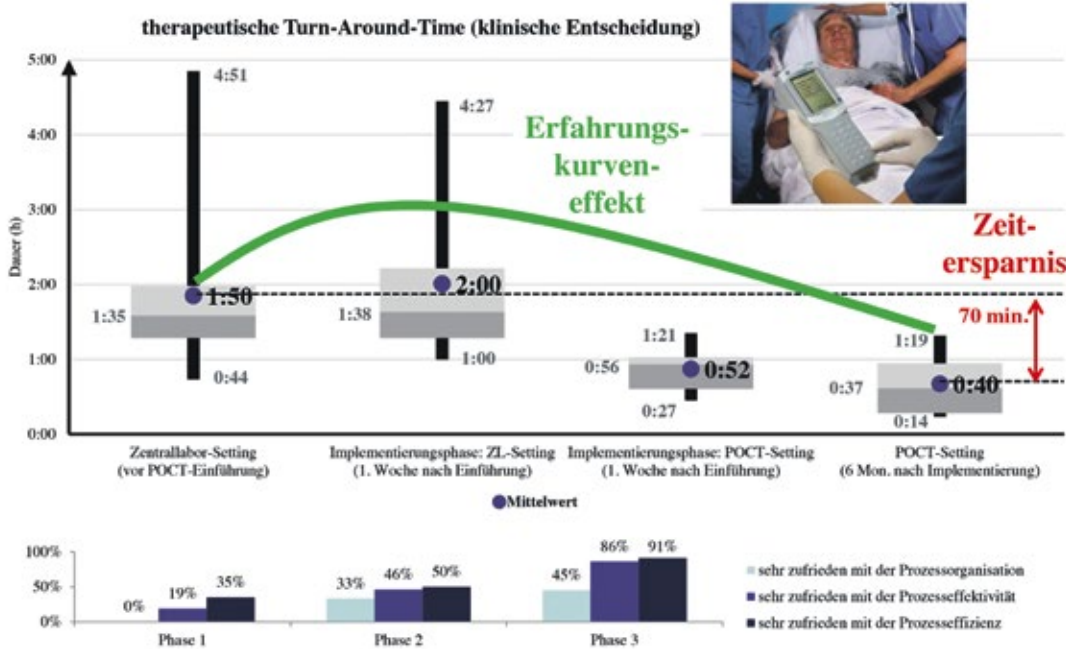 therapeutische Turn-Around-Time (klinische Entscheidung)
5:00
4:00
3:00
2:00
1:00
0:00
Dauer (h)
4:51
1:50
1:35
0:44
4:27
2:00
1:38
1:00
1:21
0:56
0:52
0:27
1:19
0:37
0:40
0:14
Erfahrungs-
kurven-
effekt
Zeit-
ersparnis
70 min.
Zentrallabor-Setting
(vor POCT-Einführung)
Implementierungsphase: ZL-Setting
(1. Woche nach Einführung)
Implementierungsphase: POCT-Setting
(1. Woche nach Einführung)
POCT-Setting
(6 Mon. nach Implementierung)
Mittelwert
100%
50%
0%
0%
19%
35%
33%
46%
50%
45%
86%
91%
Phase 1
Phase 2
Phase 3
sehr zufrieden mit der Prozessorganisation
sehr zufrieden mit der Prozesseffektivität
sehr zufrieden mit der Prozesseffizienz